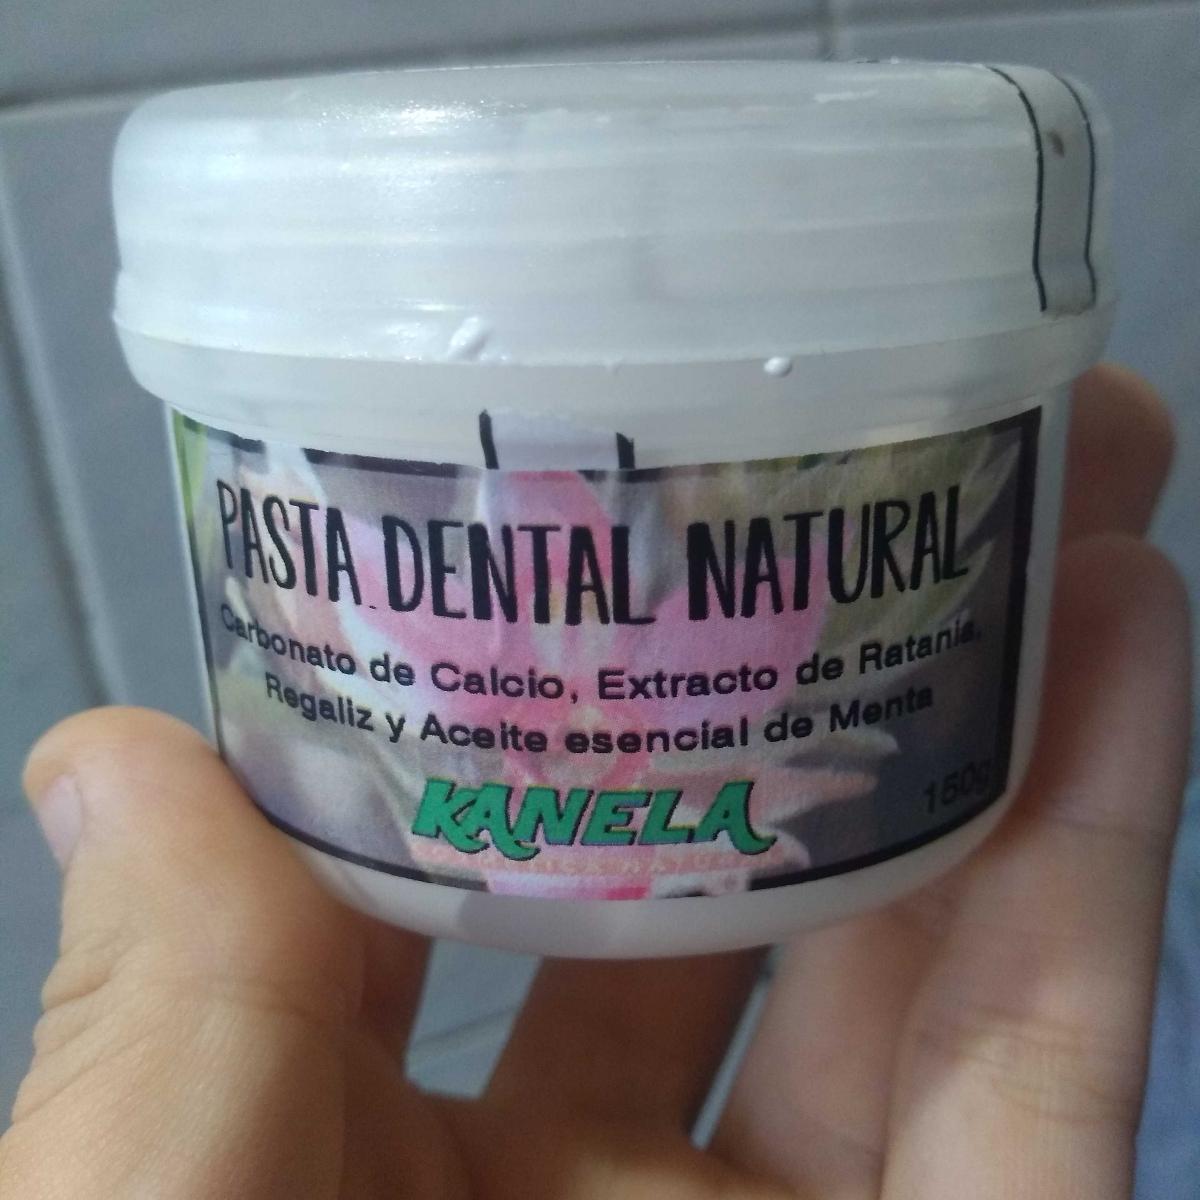 PASTA DENTAL NATURAL
Carbonato de Calcio, Extracto de Ratania,
Regaliz y Aceite esencial de Menta
KANELA
150g